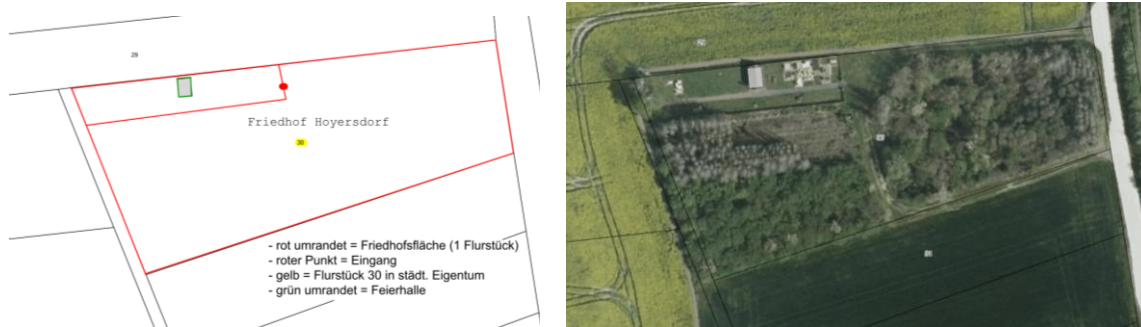 29
Friedhof Hoyersdorf
30
- rot umrandet = Friedhofsfläche (1 Flurstück)
- roter Punkt = Eingang
- gelb = Flurstück 30 in städt. Eigentum
- grün umrandet = Feierhalle